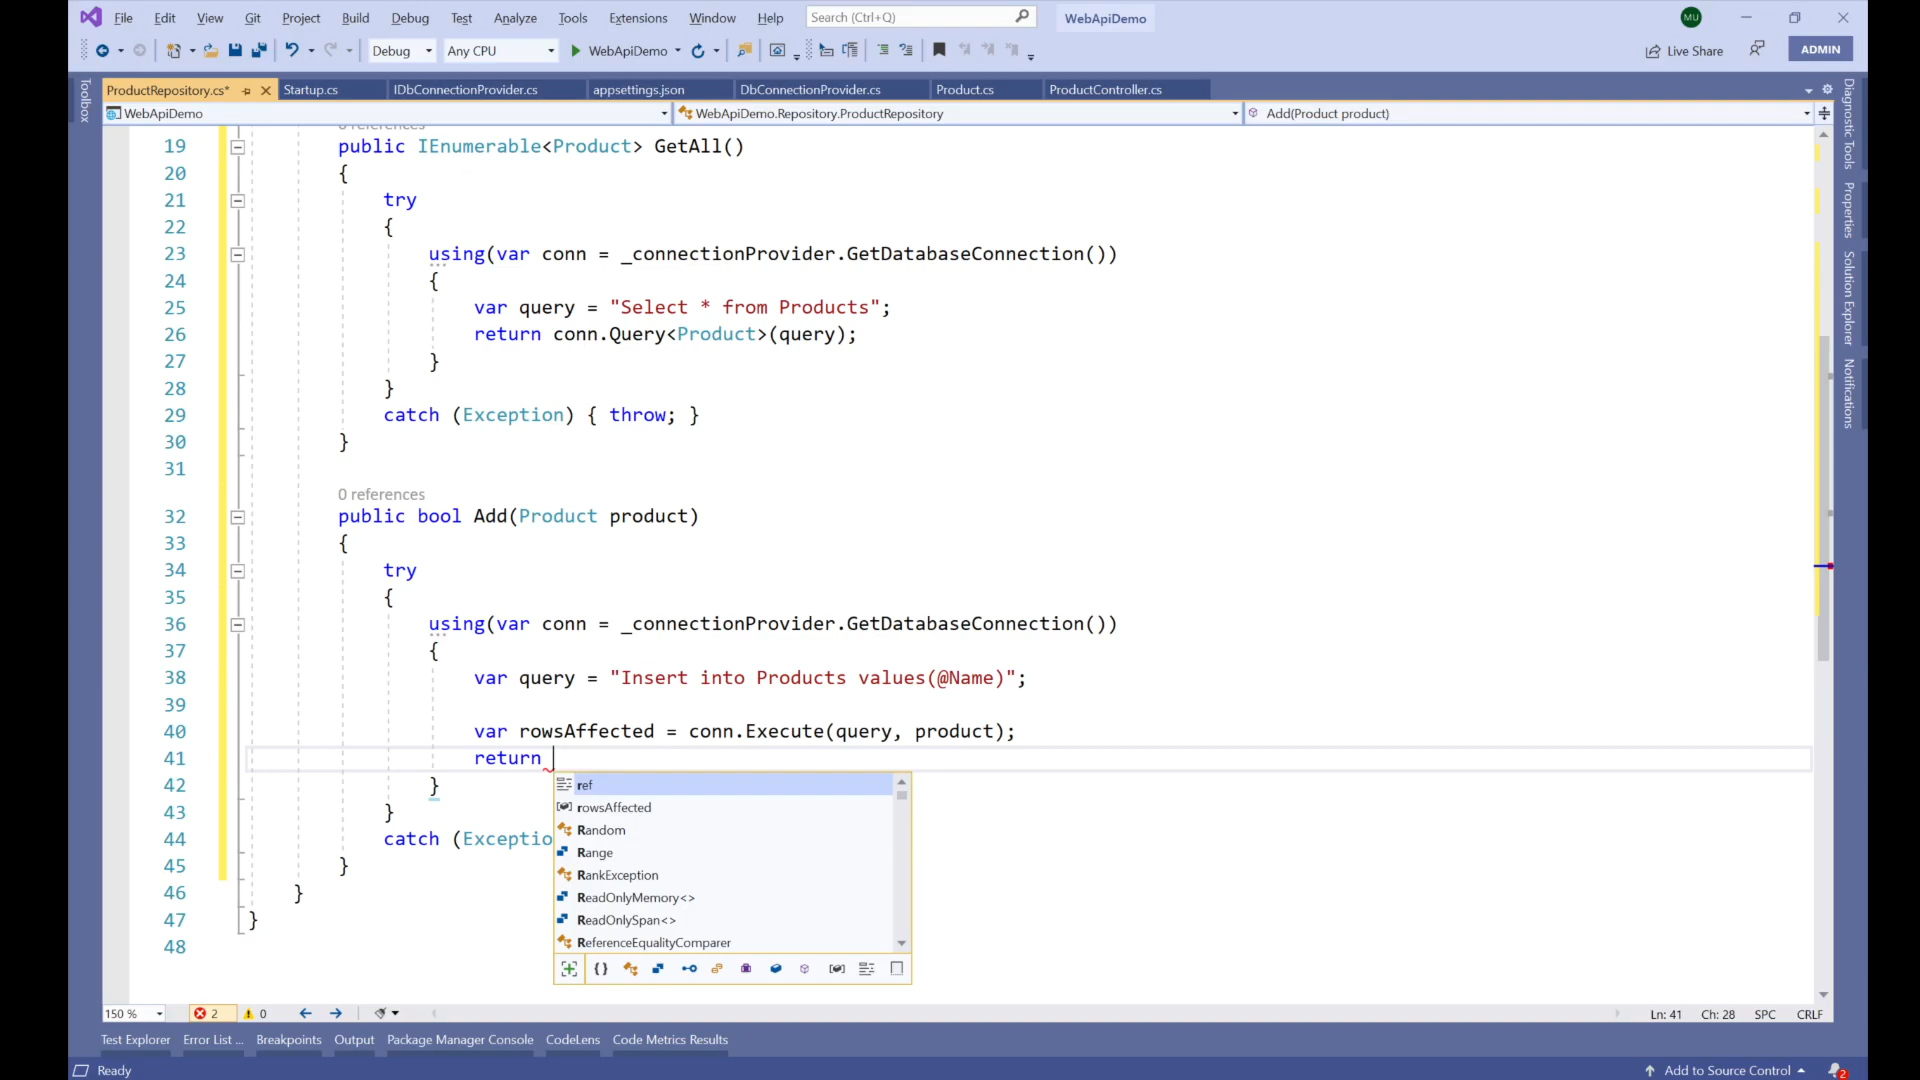 File Edit View Git Project Build Debug Test Analyze Tools Extensions Window Help Search (Ctrl+Q) WebApiDemo MU
Debug Any CPU WebApiDemo Live Share ADMIN
ProductRepository.cs* Startup.cs IDbConnectionProvider.cs appsettings.json DbConnectionProvider.cs Product.cs ProductController.cs
WebApiDemo WebApiDemo.Repository.ProductRepository Add(Product product)
Toolbox
Diagnostic Tools
Properties
Solution Explorer
Notifications
0 references
19 public IEnumerable<Product> GetAll()
20 {
21 try
22 {
23 using(var conn = _connectionProvider.GetDatabaseConnection())
24 {
25 var query = "Select * from Products";
26 return conn.Query<Product>(query);
27 }
28 }
29 catch (Exception) { throw; }
30 }
31
0 references
32 public bool Add(Product product)
33 {
34 try
35 {
36 using(var conn = _connectionProvider.GetDatabaseConnection())
37 {
38 var query = "Insert into Products values(@Name)";
39
40 var rowsAffected = conn.Execute(query, product);
41 return
42 }
43 }
44 catch (Exceptio
45 }
46 }
47 }
48
ref
rowsAffected
Random
Range
RankException
ReadOnlyMemory<>
ReadOnlySpan<>
ReferenceEqualityComparer
150 % 2 0 Ln: 41 Ch: 28 SPC CRLF
Test Explorer Error List ... Breakpoints Output Package Manager Console CodeLens Code Metrics Results
Ready Add to Source Control 2